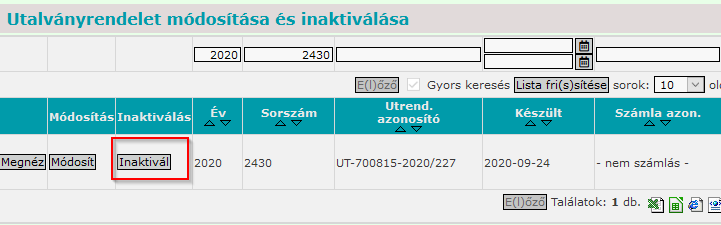 Utalványrendelet módosítása és inaktiválása
2020 2430
E(l)őző Gyors keresés Lista fri(s)sítése sorok: 10
Módosítás Inaktiválás Év Sorszám Utrend. azonosító Készült Számla azon.
Megnéz Módosít Inaktivál 2020 2430 UT-700815-2020/227 2020-09-24 - nem számlás -
E(l)őző Találatok: 1 db.